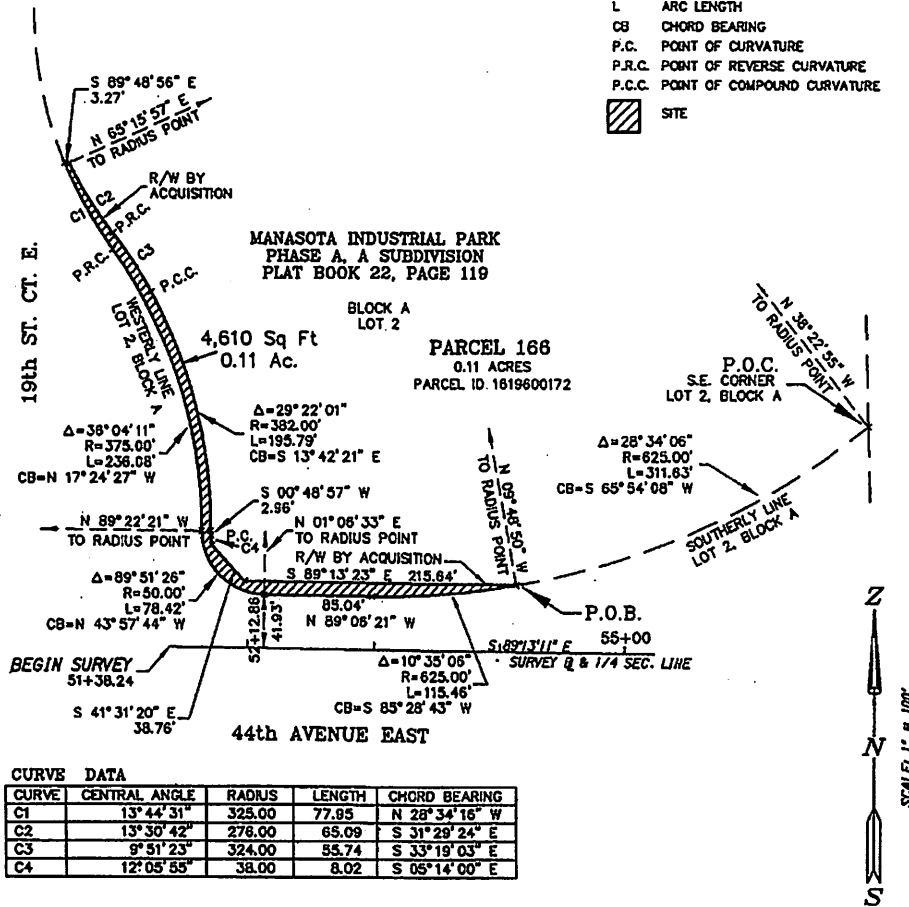 L ARC LENGTH
CB CHORD BEARING
P.C. POINT OF CURVATURE
P.R.C. POINT OF REVERSE CURVATURE
P.C.C. POINT OF COMPOUND CURVATURE
SITE
S 89°48'56" E
3.27'
N 65°15'57" E
TO RADIUS POINT
R/W BY
ACQUISITION
C1
C2
P.R.C.
P.R.C.
C3
P.C.C.
19th ST. CT. E.
WESTERLY LINE
LOT 2, BLOCK A
MANASOTA INDUSTRIAL PARK
PHASE A, A SUBDIVISION
PLAT BOOK 22, PAGE 119
BLOCK A
LOT 2
4,610 Sq Ft
0.11 Ac.
PARCEL 166
0.11 ACRES
PARCEL ID. 1619600172
N 38°22'55" W
TO RADIUS POINT
P.O.C.
S.E. CORNER
LOT 2, BLOCK A
Δ=38°04'11"
R=375.00'
L=236.08'
CB=N 17°24'27" W
Δ=29°22'01"
R=382.00'
L=195.79'
CB=S 13°42'21" E
Δ=28°34'06"
R=625.00'
L=311.63'
CB=S 65°54'08" W
N 09°48'50" W
TO RADIUS POINT
SOUTHERLY LINE
LOT 2, BLOCK A
S 00°48'57" W
2.96'
N 89°22'21" W
TO RADIUS POINT
P.C.
C4
N 01°06'33" E
TO RADIUS POINT
R/W BY ACQUISITION
S 89°13'23" E 215.64'
Δ=89°51'26"
R=50.00'
L=78.42'
CB=N 43°57'44" W
85.04'
N 89°06'21" W
P.O.B.
52+12.86
41.93'
BEGIN SURVEY
51+38.24
S 89°13'11" E
55+00
SURVEY ℄ & 1/4 SEC. LINE
Δ=10°35'06"
R=625.00'
L=115.46'
CB=S 85°28'43" W
S 41°31'20" E
38.76'
44th AVENUE EAST
Z
N
S
SCALE: 1" = 100'
CURVE DATA
CURVE CENTRAL ANGLE RADIUS LENGTH CHORD BEARING
C1 13°44'31" 325.00 77.95 N 28°34'16" W
C2 13°30'42" 276.00 65.09 S 31°29'24" E
C3 9°51'23" 324.00 55.74 S 33°19'03" E
C4 12°05'55" 38.00 8.02 S 05°14'00" E